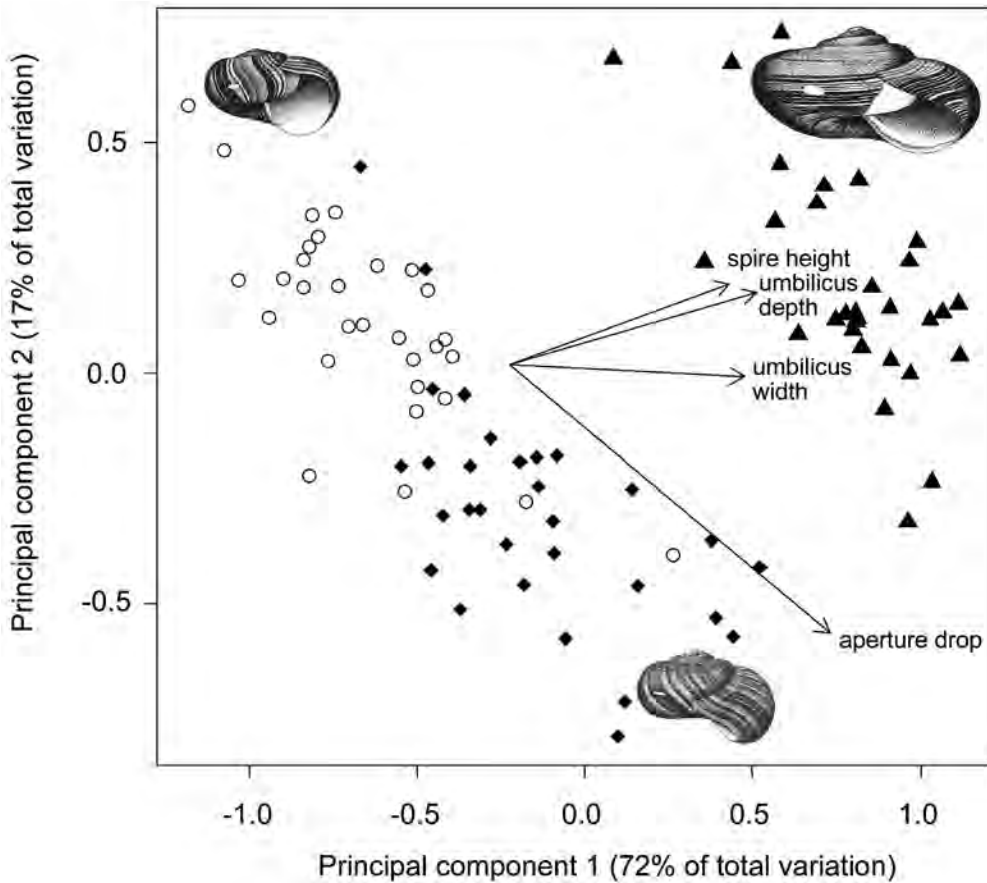 Principal component 2 (17% of total variation)
0.5
0.0
-0.5
spire height
umbilicus
depth
umbilicus
width
aperture drop
-1.0
-0.5
0.0
0.5
1.0
Principal component 1 (72% of total variation)